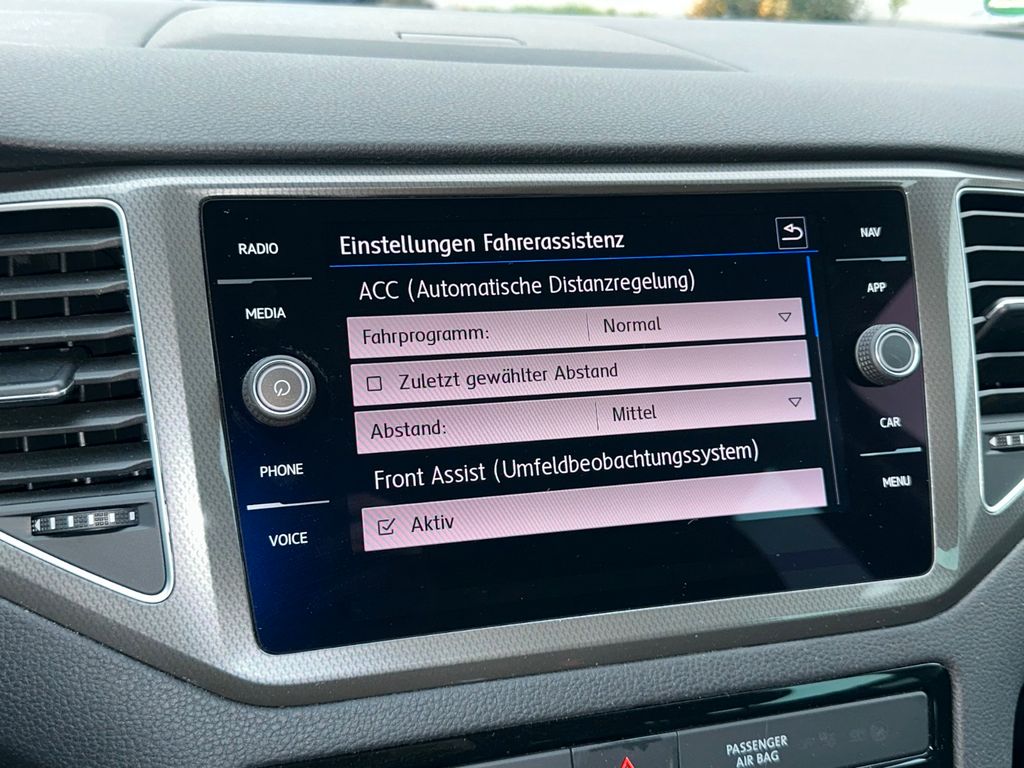 RADIO
MEDIA
PHONE
VOICE
Einstellungen Fahrerassistenz
ACC (Automatische Distanzregelung)
Fahrprogramm: Normal
Zuletzt gewählter Abstand
Abstand: Mittel
Front Assist (Umfeldbeobachtungssystem)
Aktiv
NAV
APP
CAR
MENU
PASSENGER
AIR BAG